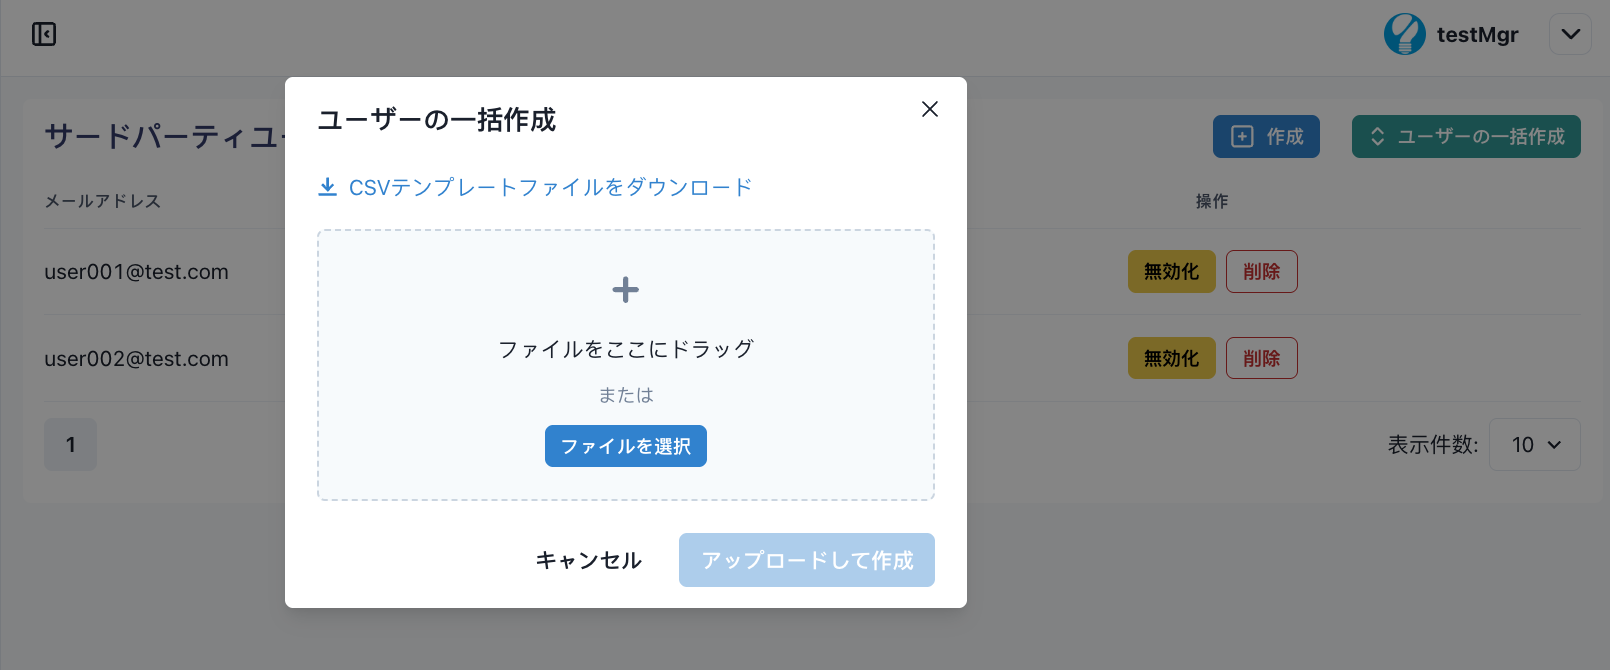 testMgr
サードパーティユー
作成
ユーザーの一括作成
メールアドレス
操作
user001@test.com
無効化
削除
user002@test.com
無効化
削除
1
表示件数:
10
ユーザーの一括作成
CSVテンプレートファイルをダウンロード
ファイルをここにドラッグ
または
ファイルを選択
キャンセル
アップロードして作成